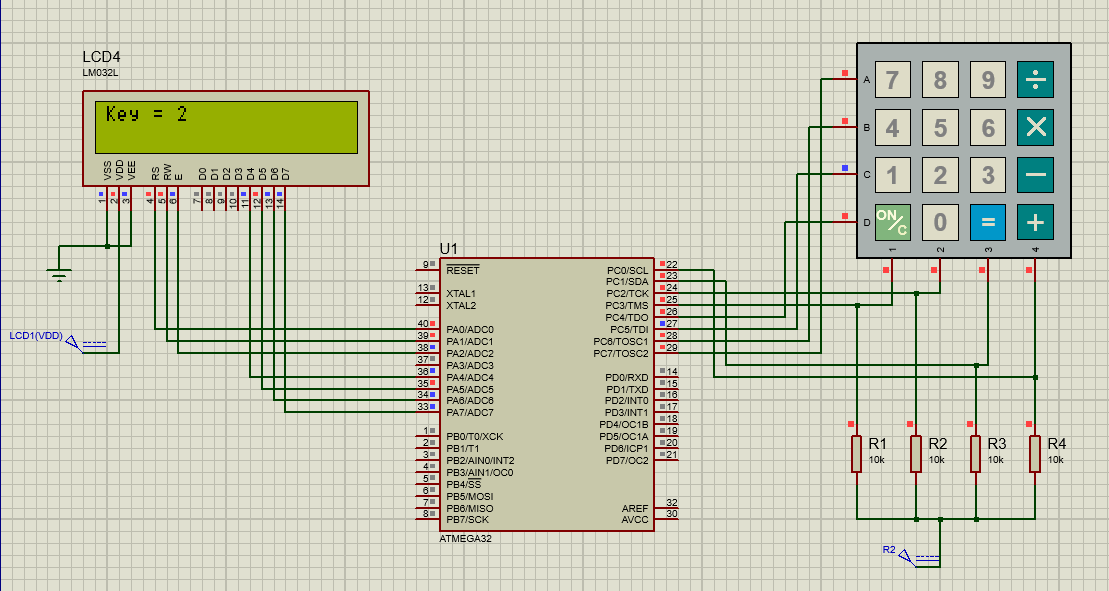 LCD4
LM032L
Key = 2
VSS
VDD
VEE
RS
RW
E
D0
D1
D2
D3
D4
D5
D6
D7
1
2
3
4
5
6
7
8
9
10
11
12
13
14
LCD1(VDD)
U1
9 RESET
13 XTAL1
12 XTAL2
40 PA0/ADC0
39 PA1/ADC1
38 PA2/ADC2
37 PA3/ADC3
36 PA4/ADC4
35 PA5/ADC5
34 PA6/ADC6
33 PA7/ADC7
1 PB0/T0/XCK
2 PB1/T1
3 PB2/AIN0/INT2
4 PB3/AIN1/OC0
5 PB4/SS
6 PB5/MOSI
7 PB6/MISO
8 PB7/SCK
PC0/SCL 22
PC1/SDA 23
PC2/TCK 24
PC3/TMS 25
PC4/TDO 26
PC5/TDI 27
PC6/TOSC1 28
PC7/TOSC2 29
PD0/RXD 14
PD1/TXD 15
PD2/INT0 16
PD3/INT1 17
PD4/OC1B 18
PD5/OC1A 19
PD6/ICP1 20
PD7/OC2 21
AREF 32
AVCC 30
ATMEGA32
A 7 8 9 ÷
B 4 5 6 ×
C 1 2 3 −
D ON/C 0 = +
1 2 3 4
R1
10k
R2
10k
R3
10k
R4
10k
R2